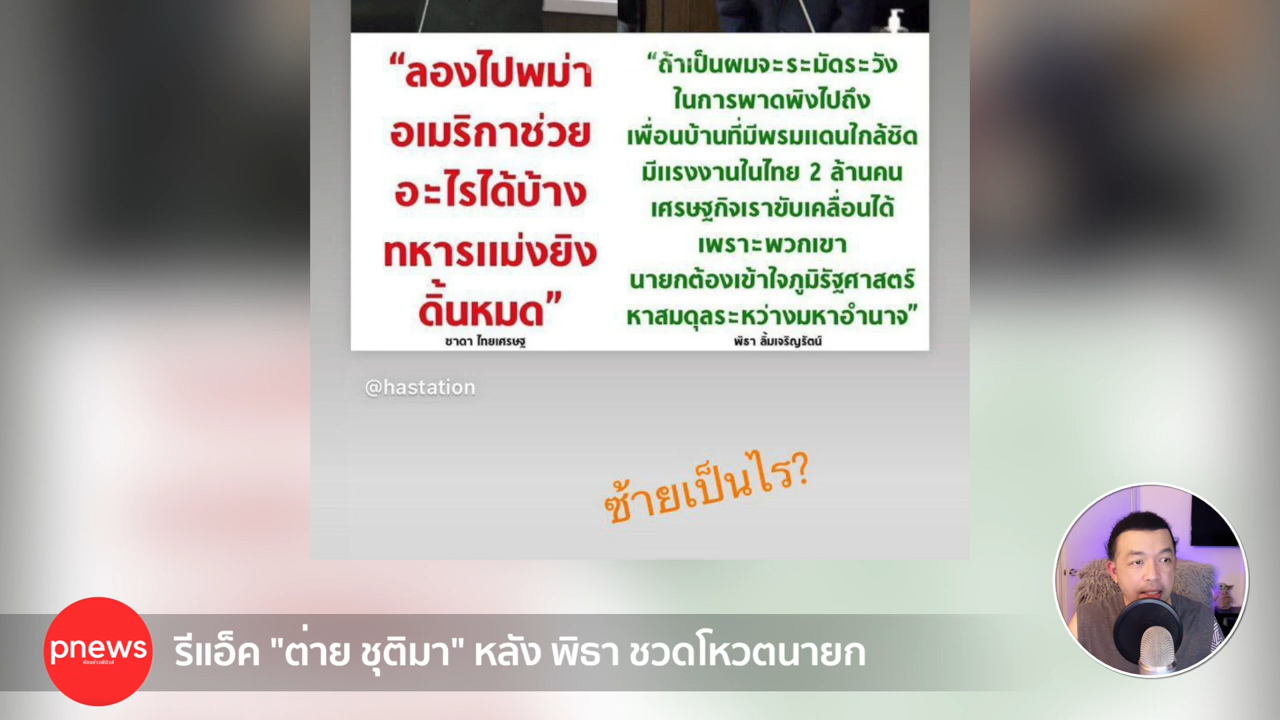 “ลองไปพม่า
อเมริกาช่วย
อะไรได้บ้าง
ทหารแม่งยิง
ดิ้นหมด”
ชาดา ไทยเศรษฐ
“ถ้าเป็นผมจะระมัดระวัง
ในการพาดพิงไปถึง
เพื่อนบ้านที่มีพรมแดนใกล้ชิด
มีแรงงานในไทย 2 ล้านคน
เศรษฐกิจเราขับเคลื่อนได้
เพราะพวกเขา
นายกต้องเข้าใจภูมิรัฐศาสตร์
หาสมดุลระหว่างมหาอำนาจ”
พิธา ลิ้มเจริญรัตน์
@hastation
ซ้ายเป็นไร?
pnews
รีแอ็ค "ต่าย ชุติมา" หลัง พิธา ชวดโหวตนายก